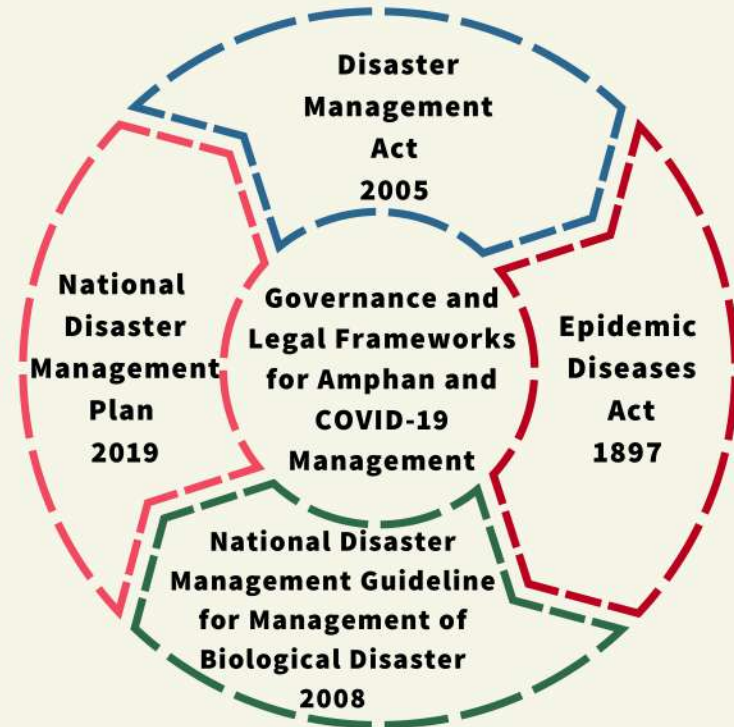 Disaster
Management
Act
2005
National
Disaster
Management
Plan
2019
Governance and
Legal Frameworks
for Amphan and
COVID-19
Management
Epidemic
Diseases
Act
1897
National Disaster
Management Guideline
for Management of
Biological Disaster
2008